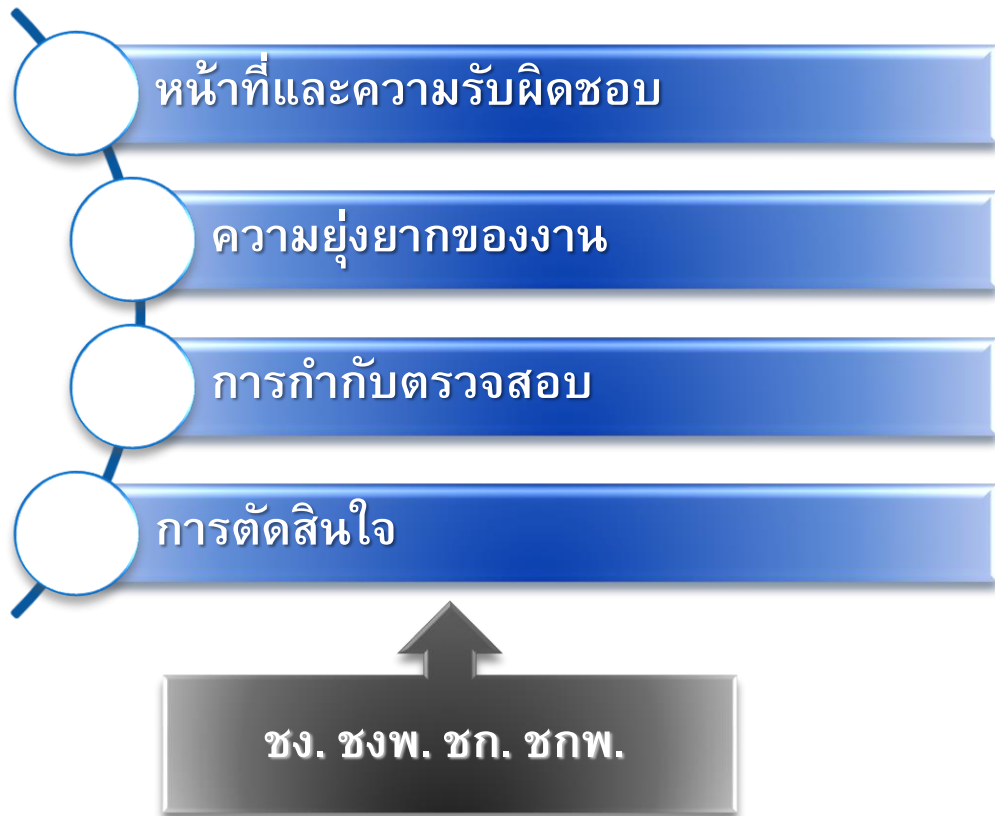 หน้าที่และความรับผิดชอบ
ความยุ่งยากของงาน
การกำกับตรวจสอบ
การตัดสินใจ
ชง. ชงพ. ชก. ชกพ.